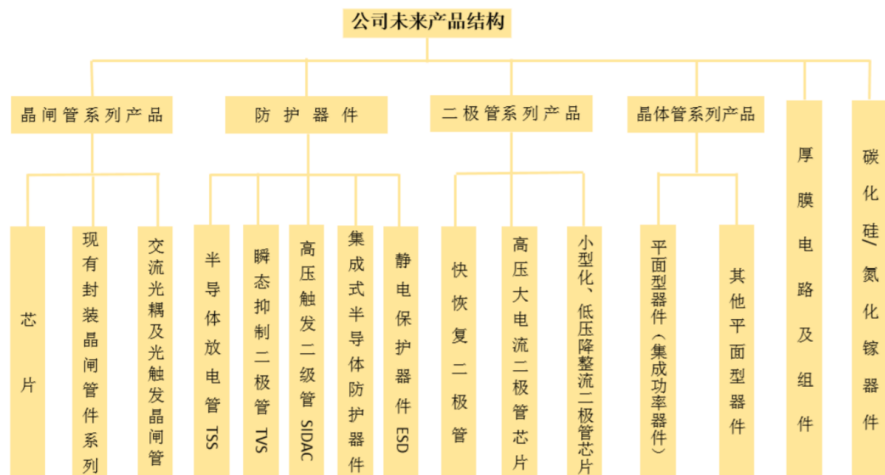 公司未来产品结构
晶闸管系列产品
防护器件
二极管系列产品
晶体管系列产品
厚膜电路及组件
碳化硅/氮化镓器件
芯片
现有封装晶闸管件系列
交流光耦及光触发晶闸管
半导体放电管TSS
瞬态抑制二极管TVS
高压触发二级管SIDAC
集成式半导体防护器件
静电保护器件ESD
快恢复二极管
高压大电流二极管芯片
小型化、低压降整流二极管芯片
平面型器件（集成功率器件）
其他平面型器件